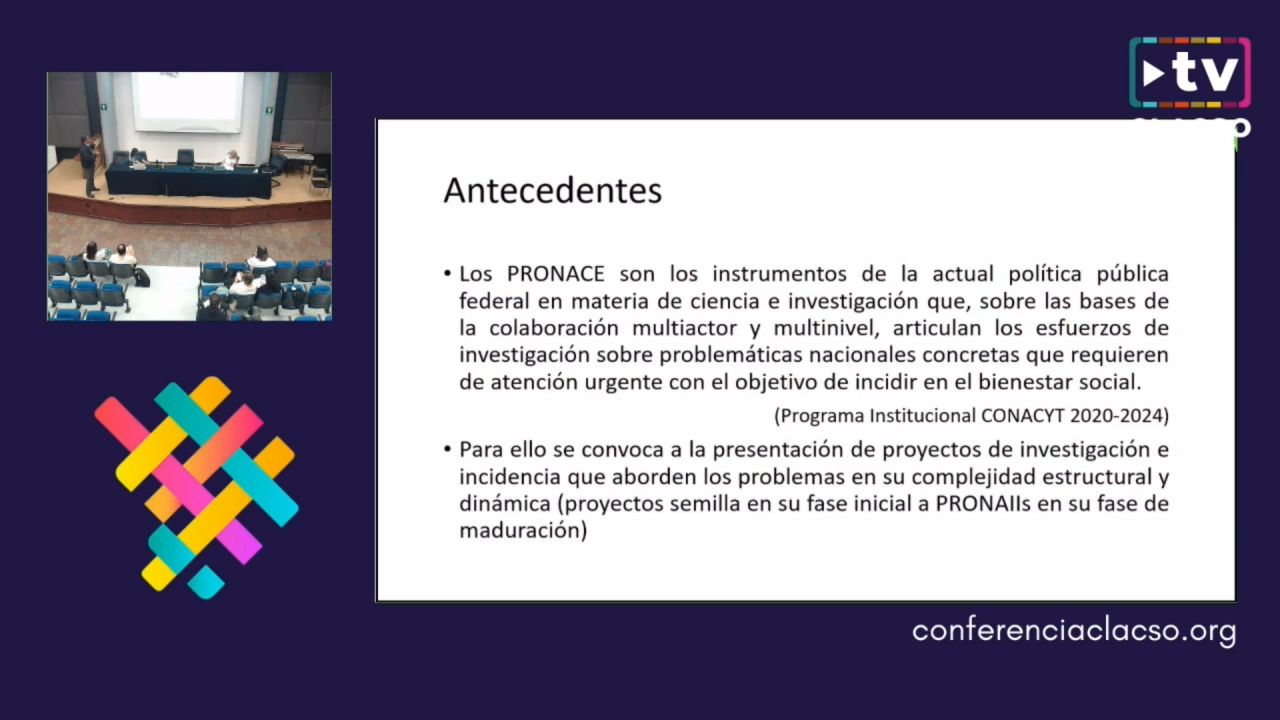 tv
Antecedentes
• Los PRONACE son los instrumentos de la actual política pública
federal en materia de ciencia e investigación que, sobre las bases de
la colaboración multiactor y multinivel, articulan los esfuerzos de
investigación sobre problemáticas nacionales concretas que requieren
de atención urgente con el objetivo de incidir en el bienestar social.
(Programa Institucional CONACYT 2020-2024)
• Para ello se convoca a la presentación de proyectos de investigación e
incidencia que aborden los problemas en su complejidad estructural y
dinámica (proyectos semilla en su fase inicial a PRONAIIs en su fase de
maduración)
conferenciaclacso.org